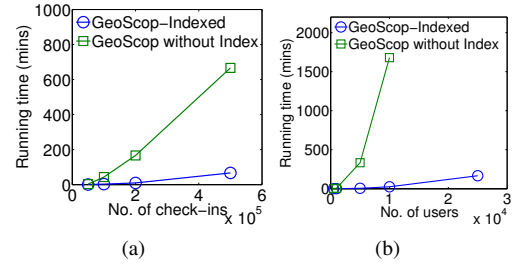 1000
800
600
400
200
0
Running time (mins)
GeoScop-Indexed
GeoScop without Index
0 2 4 6
No. of check-ins
x 10^5
(a)
2000
1500
1000
500
0
Running time (mins)
GeoScop-Indexed
GeoScop without Index
0 1 2 3
No. of users
x 10^4
(b)